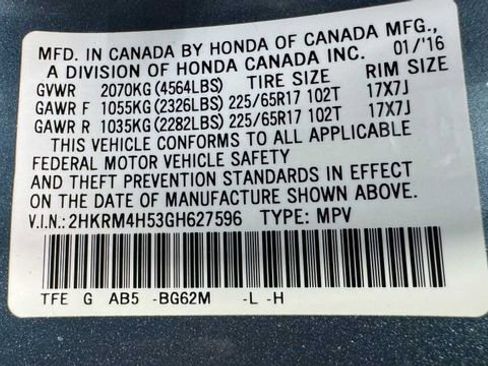 MFD. IN CANADA BY HONDA OF CANADA MFG.,
A DIVISION OF HONDA CANADA INC. 01/'16
GVWR 2070KG(4564LBS) TIRE SIZE RIM SIZE
GAWR F 1055KG(2326LBS) 225/65R17 102T 17X7J
GAWR R 1035KG(2282LBS) 225/65R17 102T 17X7J
THIS VEHICLE CONFORMS TO ALL APPLICABLE
FEDERAL MOTOR VEHICLE SAFETY
AND THEFT PREVENTION STANDARDS IN EFFECT
ON THE DATE OF MANUFACTURE SHOWN ABOVE.
V.I.N.: 2HKRM4H53GH627596 TYPE: MPV
TFE G AB5 -BG62M -L -H